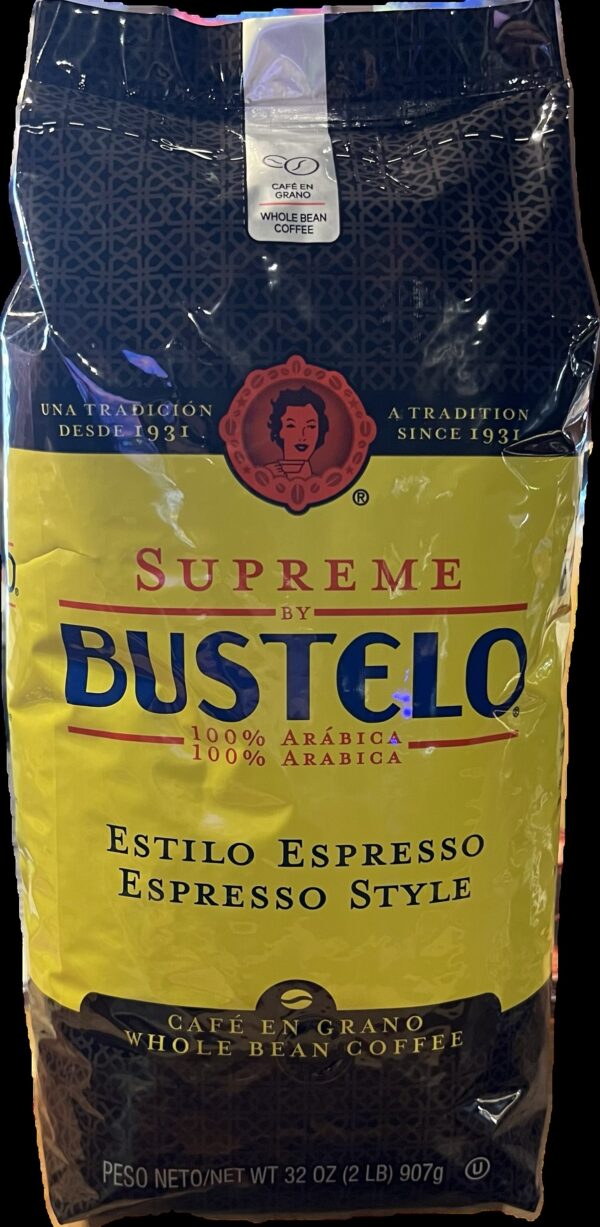 CAFÉ EN
GRANO
WHOLE BEAN
COFFEE
UNA TRADICIÓN
DESDE 1931
A TRADITION
SINCE 1931
®
SUPREME
BY
BUSTELO®
100% ARÁBICA
100% ARABICA
ESTILO ESPRESSO
ESPRESSO STYLE
CAFÉ EN GRANO
WHOLE BEAN COFFEE
PESO NETO/NET WT 32 OZ (2 LB) 907g U